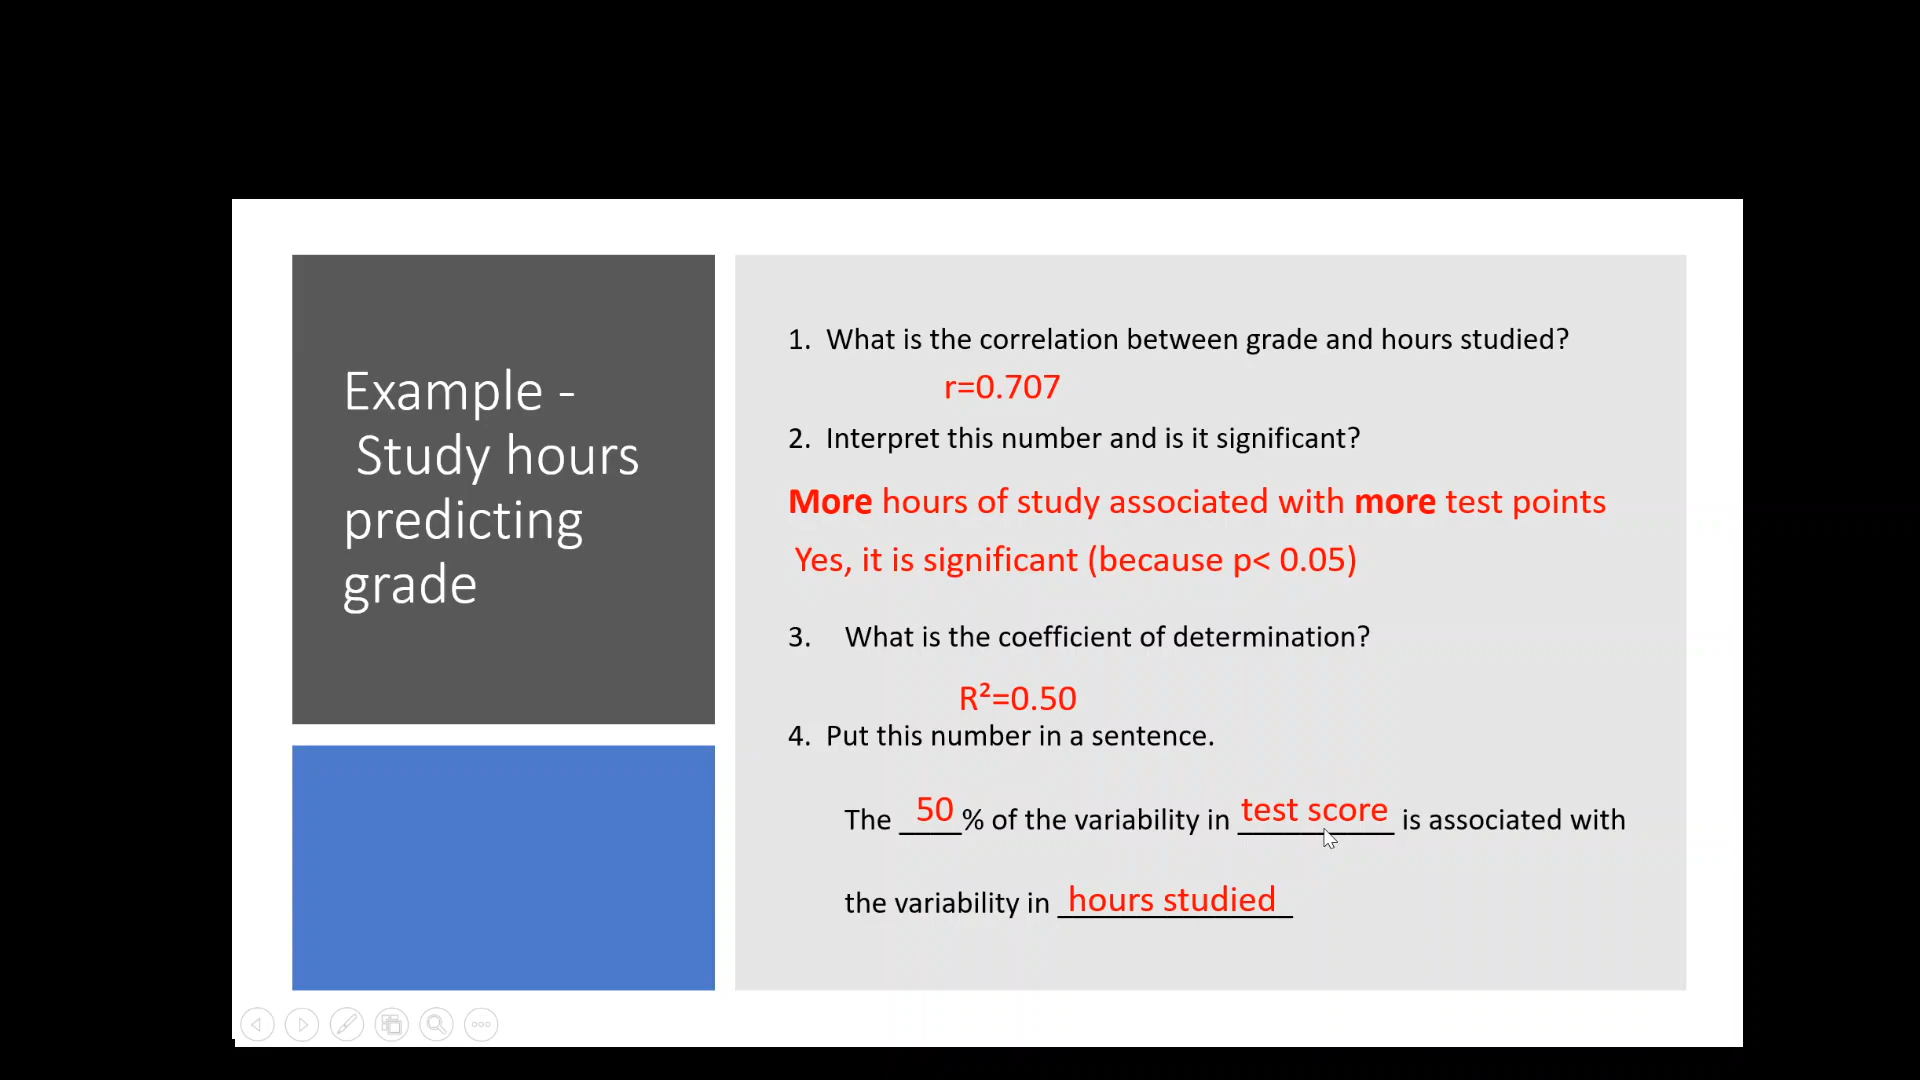 Example -
Study hours
predicting
grade
1. What is the correlation between grade and hours studied?
r=0.707
2. Interpret this number and is it significant?
More hours of study associated with more test points
Yes, it is significant (because p< 0.05)
3. What is the coefficient of determination?
R²=0.50
4. Put this number in a sentence.
The 50% of the variability in test score is associated with
the variability in hours studied